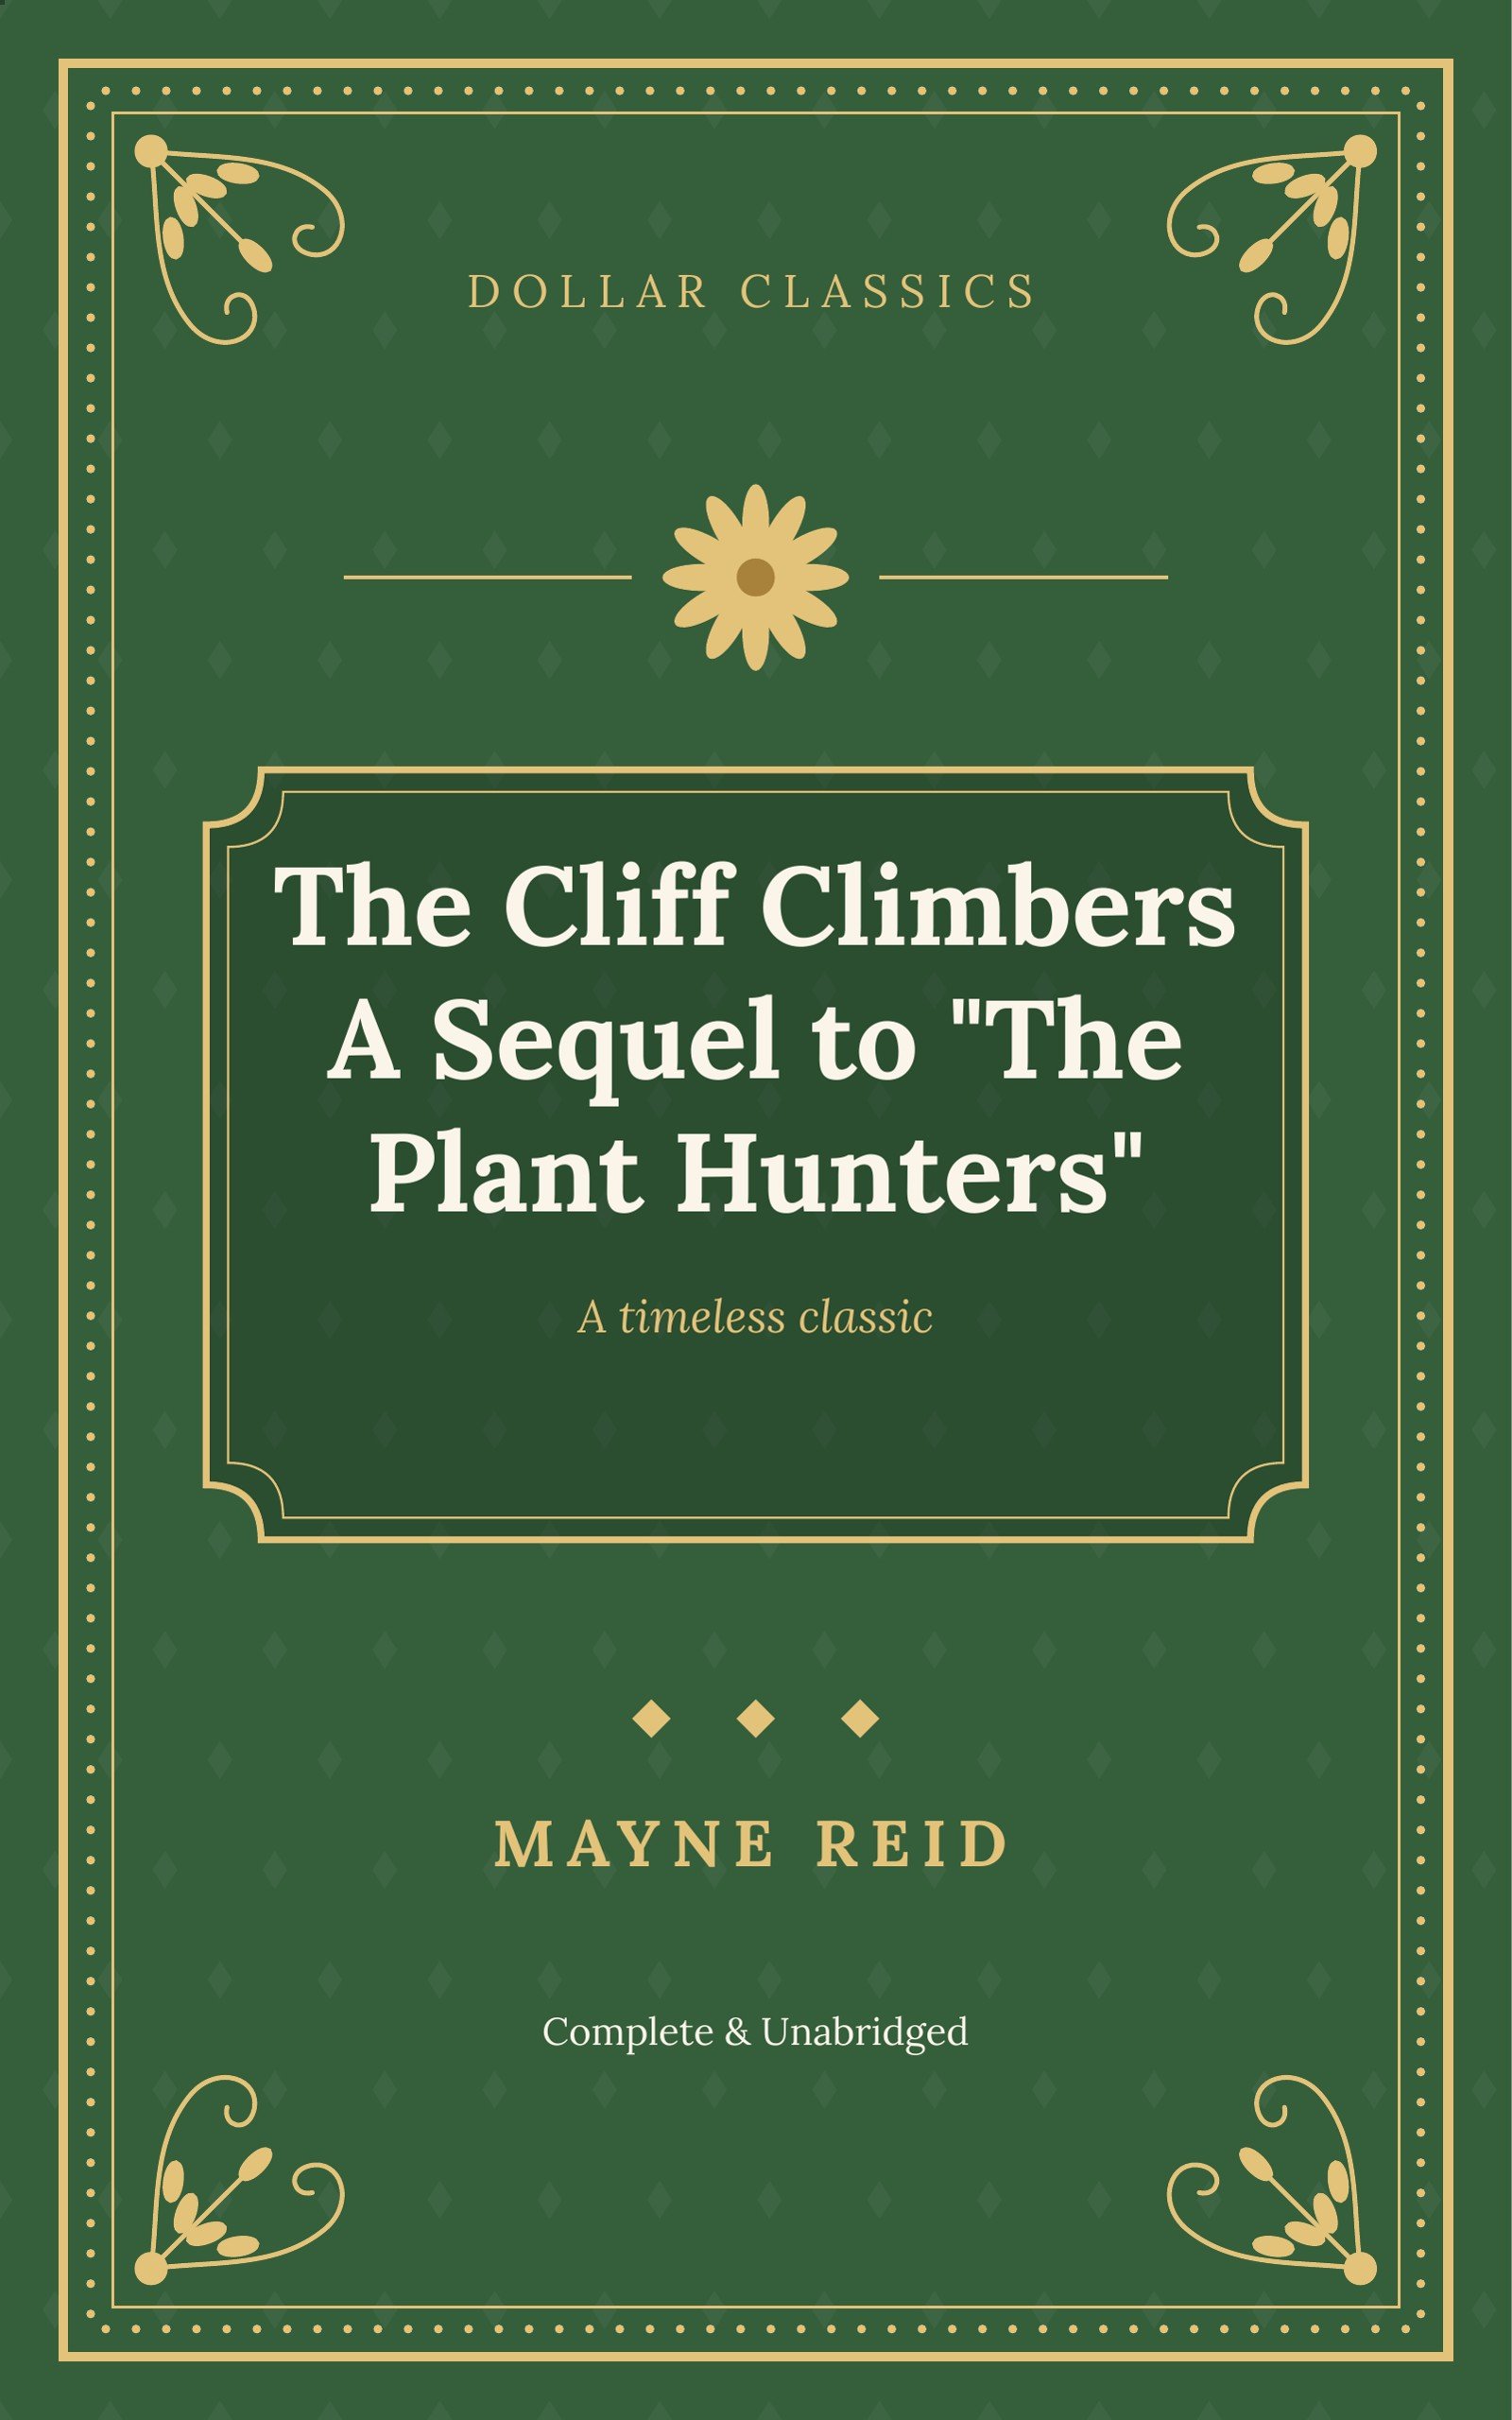 DOLLAR CLASSICS
The Cliff Climbers
A Sequel to "The
Plant Hunters"
A timeless classic
MAYNE REID
Complete & Unabridged